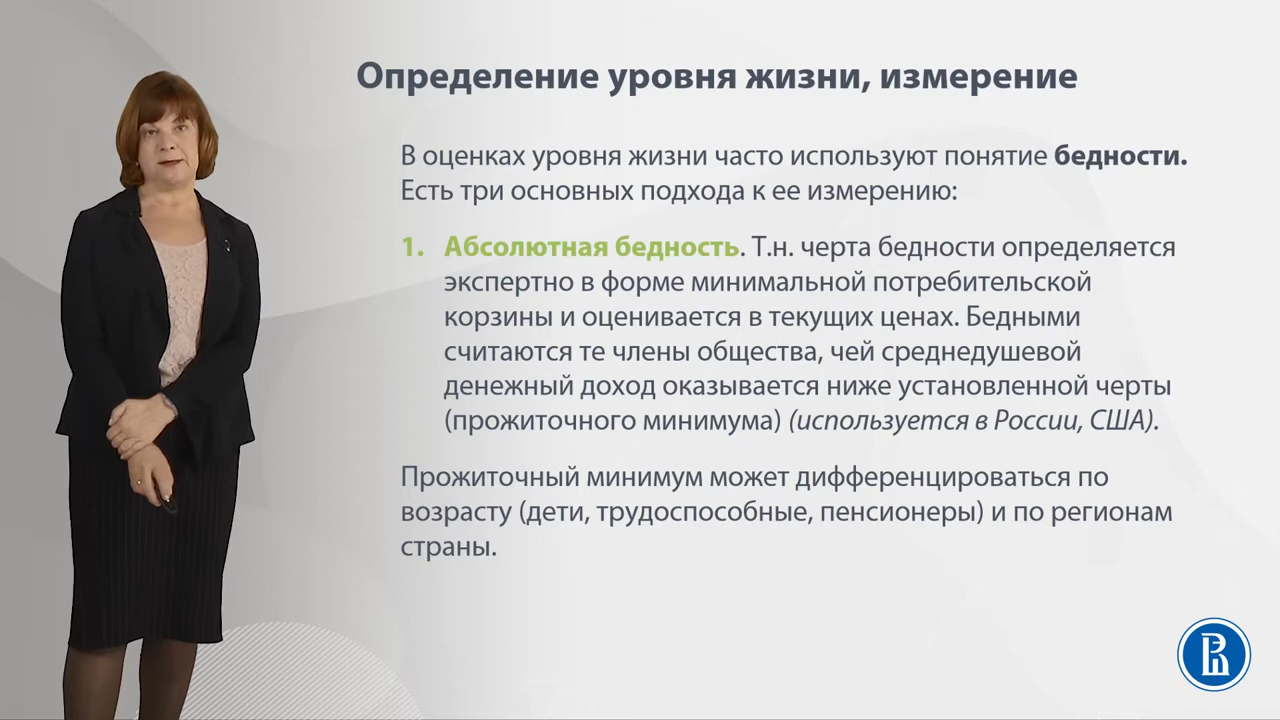 Определение уровня жизни, измерение
В оценках уровня жизни часто используют понятие бедности.
Есть три основных подхода к ее измерению:
1. Абсолютная бедность. Т.н. черта бедности определяется
экспертно в форме минимальной потребительской
корзины и оценивается в текущих ценах. Бедными
считаются те члены общества, чей среднедушевой
денежный доход оказывается ниже установленной черты
(прожиточного минимума) (используется в России, США).
Прожиточный минимум может дифференцироваться по
возрасту (дети, трудоспособные, пенсионеры) и по регионам
страны.